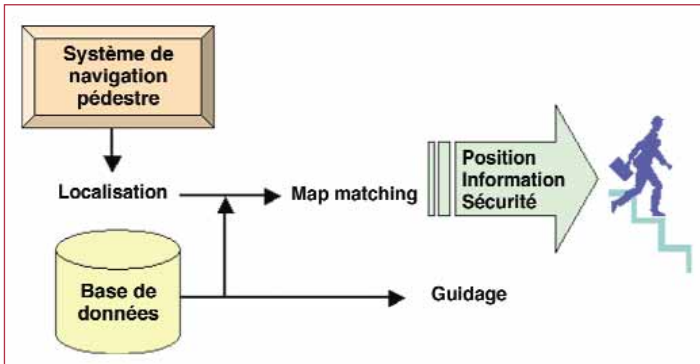 Système de
navigation
pédestre
Localisation
Map matching
Position
Information
Sécurité
Base de
données
Guidage